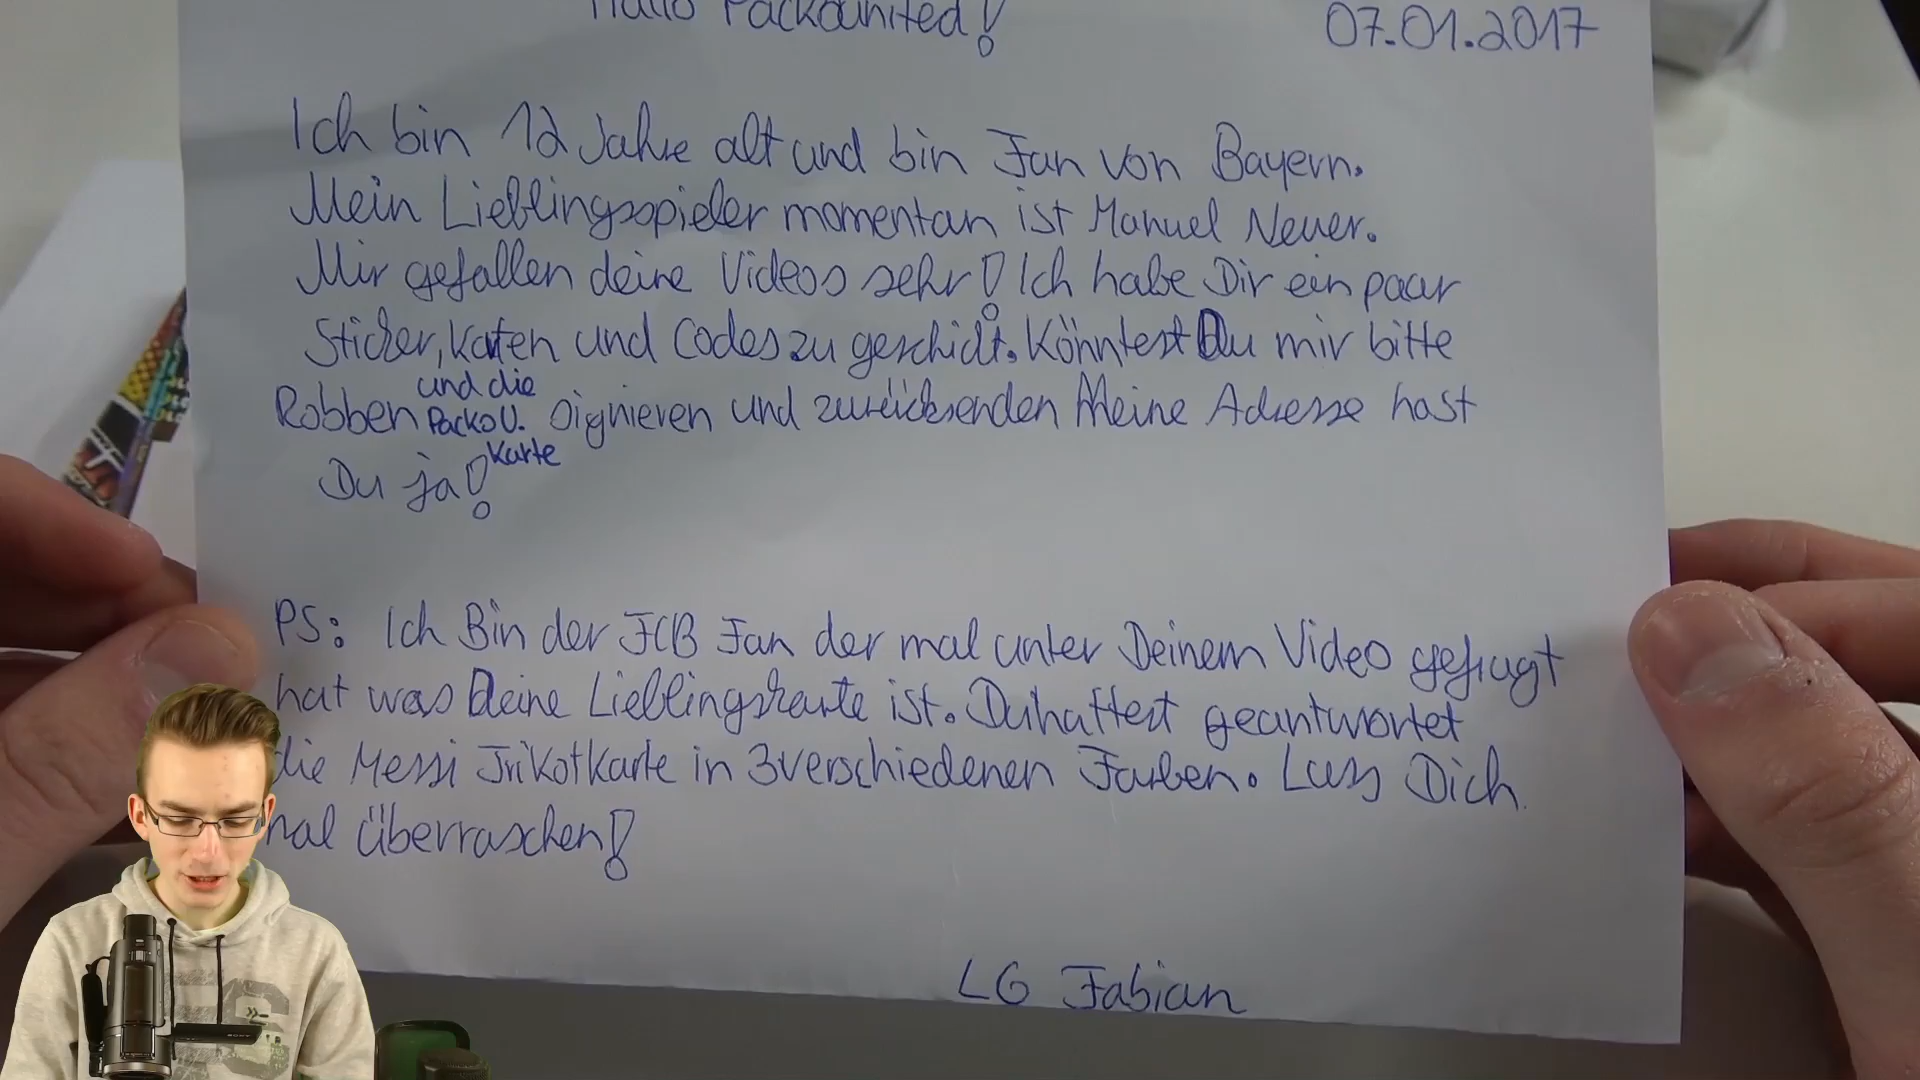 Hallo Packounited! 07.01.2017
Ich bin 12 Jahre alt und bin Fan von Bayern.
Mein Lieblingsspieler momentan ist Manuel Neuer.
Mir gefallen deine Videos sehr! Ich habe Dir ein paar
Sticker, Karten und Codes zu geschickt. Könntest Du mir bitte
Robben und die PackoU. Karte signieren und zurücksenden Meine Adresse hast
Du ja!
PS: Ich Bin der FCB Fan der mal unter Deinem Video gefragt
hat was Deine Lieblingskarte ist. Du hattest geantwortet
die Messi Trikotkarte in 3 verschiedenen Farben. Lass Dich
mal überraschen!
LG Fabian